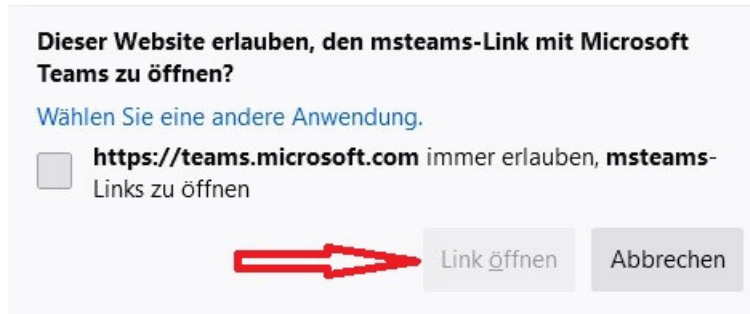 Dieser Website erlauben, den msteams-Link mit Microsoft
Teams zu öffnen?
Wählen Sie eine andere Anwendung.
https://teams.microsoft.com immer erlauben, msteams-
Links zu öffnen
Link öffnen Abbrechen